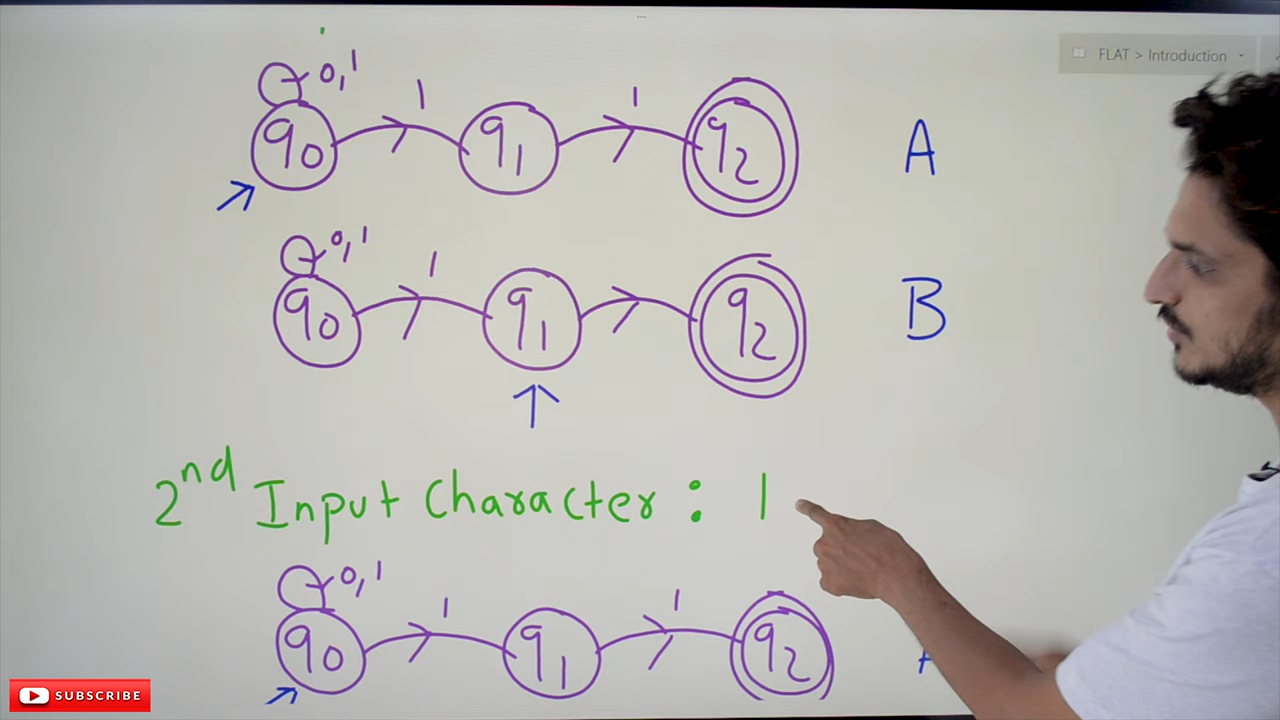 FLAT > Introduction
0,1
1
1
q0
q1
q2
A
0,1
1
q0
q1
q2
B
2nd Input Character : 1
0,1
1
1
q0
q1
q2
SUBSCRIBE